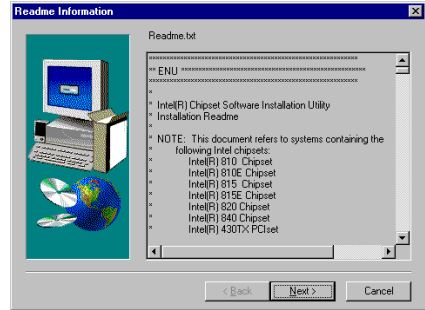 Readme Information
Readme.txt
** ENU **
* Intel(R) Chipset Software Installation Utility
* Installation Readme
*
* NOTE: This document refers to systems containing the
* following Intel chipsets:
* Intel(R) 810 Chipset
* Intel(R) 810E Chipset
* Intel(R) 815 Chipset
* Intel(R) 815E Chipset
* Intel(R) 820 Chipset
* Intel(R) 840 Chipset
* Intel(R) 430TX PCIset
< Back
Next >
Cancel